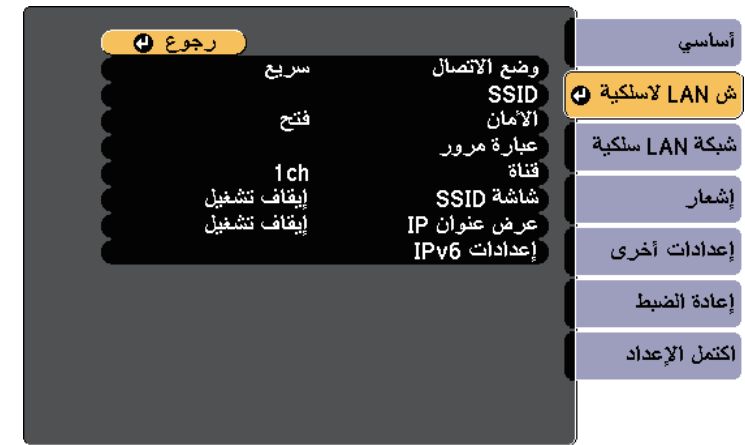 أساسي
ش LAN لاسلكية
شبكة LAN سلكية
إشعار
إعدادات أخرى
إعادة الضبط
اكتمل الإعداد
رجوع
وضع الاتصال سريع
SSID
الأمان فتح
عبارة مرور
قناة 1ch
شاشة SSID إيقاف تشغيل
عرض عنوان IP إيقاف تشغيل
إعدادات IPv6